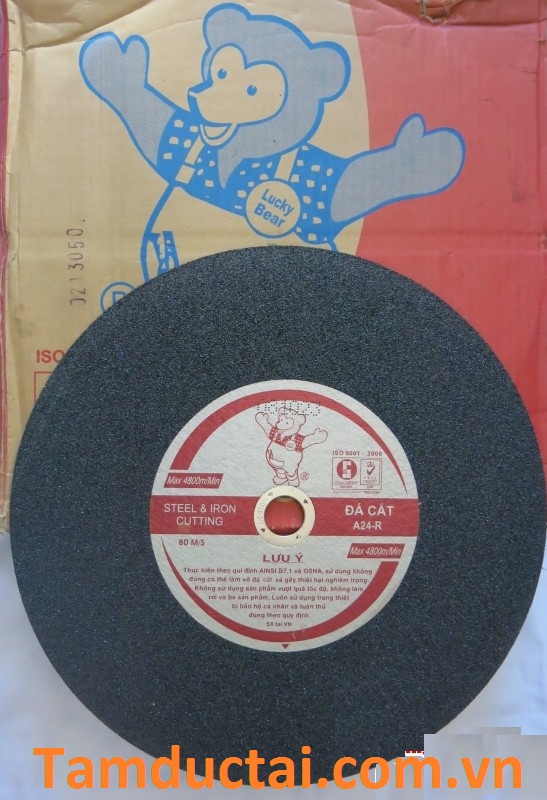 Lucky
Bear
0213050.
ISO
ISO 9001 : 2008
Max 4800m/Min
STEEL & IRON
CUTTING
ĐÁ CẮT
A24-R
80 M/S
Max 4800m/Min
LƯU Ý
Thực hiện theo qui định AINSI B7.1 và OSHA, sử dụng không
đúng có thể làm vỡ đá cắt và gây thiệt hại nghiêm trọng
Không sử dụng sản phẩm vượt quá tốc độ, không làm
rơi và bẻ sản phẩm. Luôn sử dụng trang thiết
bị bảo hộ cá nhân và tuân thủ
đúng theo quy định
SX tại VN
Tamductai.com.vn